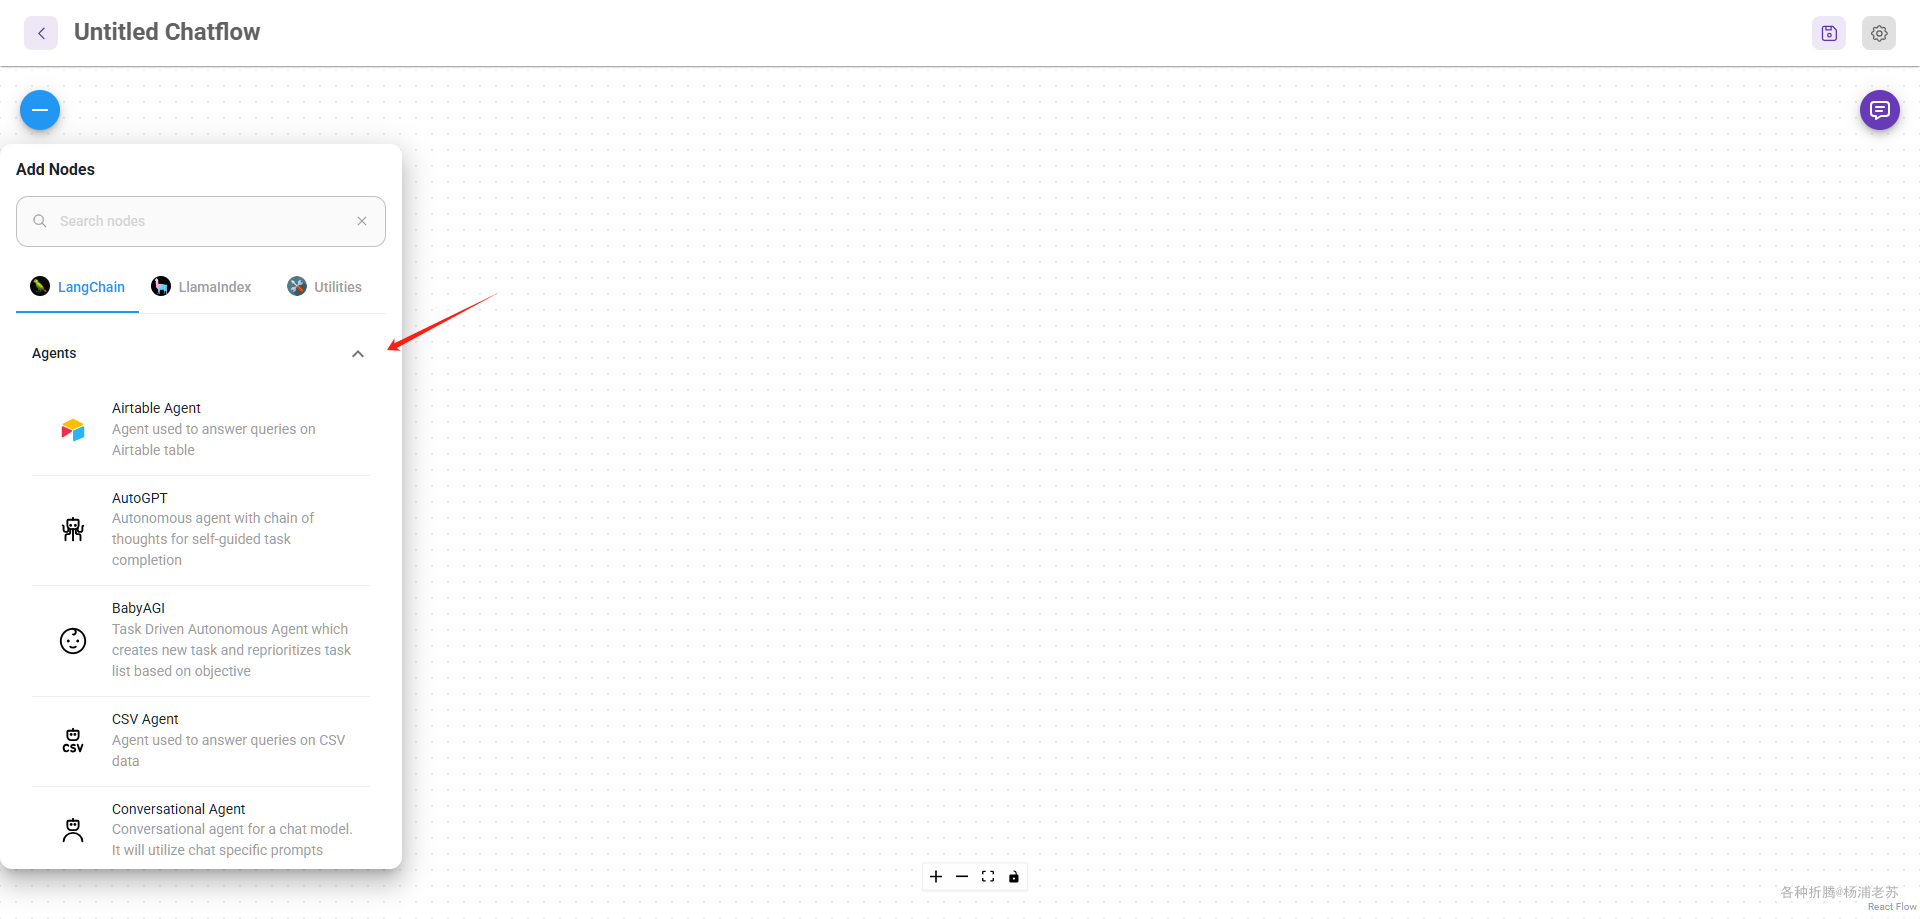 Untitled Chatflow
Add Nodes
Search nodes
LangChain
LlamaIndex
Utilities
Agents
Airtable Agent
Agent used to answer queries on
Airtable table
AutoGPT
Autonomous agent with chain of
thoughts for self-guided task
completion
BabyAGI
Task Driven Autonomous Agent which
creates new task and reprioritizes task
list based on objective
CSV
CSV Agent
Agent used to answer queries on CSV
data
Conversational Agent
Conversational agent for a chat model.
It will utilize chat specific prompts
各种折腾@杨浦老苏
React Flow